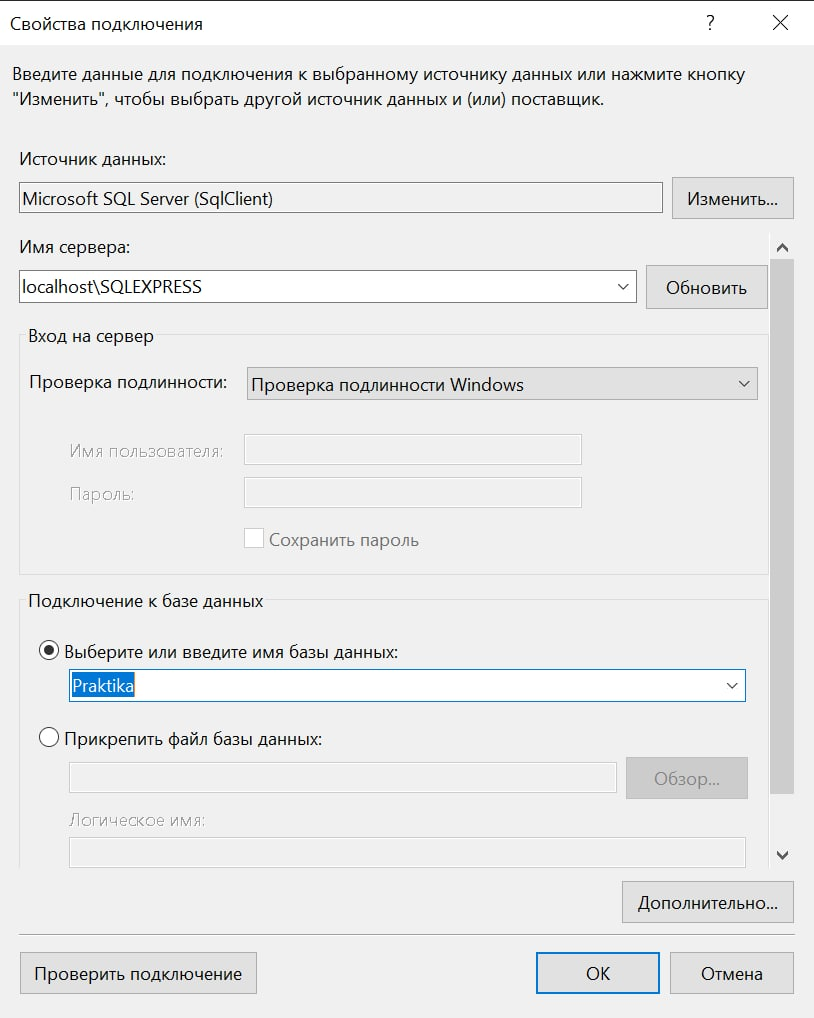 Свойства подключения
?
Введите данные для подключения к выбранному источнику данных или нажмите кнопку
"Изменить", чтобы выбрать другой источник данных и (или) поставщик.
Источник данных:
Microsoft SQL Server (SqlClient)
Изменить...
Имя сервера:
localhost\SQLEXPRESS
Обновить
Вход на сервер
Проверка подлинности:
Проверка подлинности Windows
Имя пользователя:
Пароль:
Сохранить пароль
Подключение к базе данных
Выберите или введите имя базы данных:
Praktika
Прикрепить файл базы данных:
Обзор...
Логическое имя:
Дополнительно...
Проверить подключение
ОК
Отмена